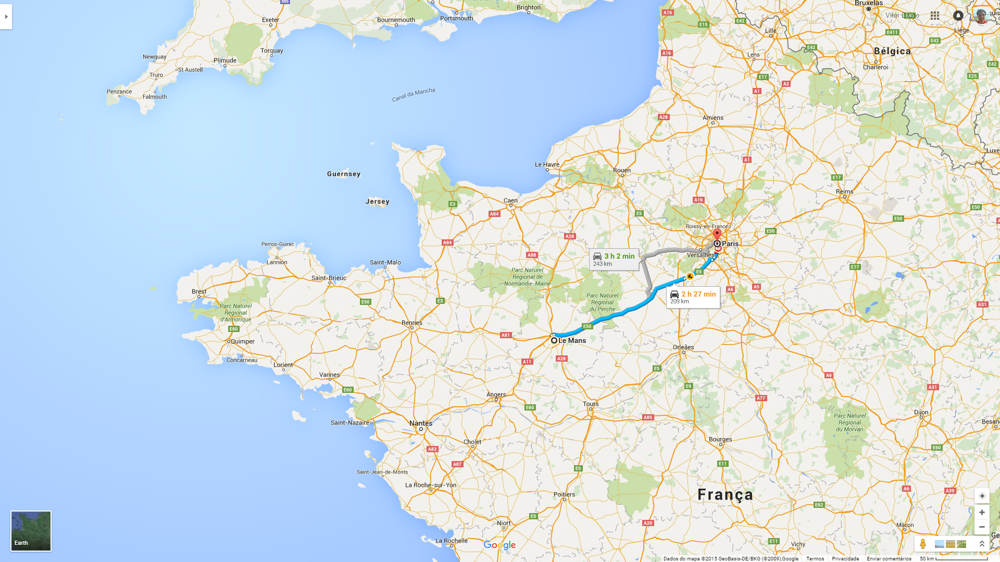 M5
Brighton
Exeter
Bournemouth
Portsmouth
Bruxelas
A16
E15
E42
Lille
E40
E411
Liège
E42
Newquay
Torquay
Plimude
St Austell
Truro
A16
Lens
E42
Bélgica
Charleroi
E42
Penzance
Falmouth
Canal da Mancha
E17
A2
E25
A1
A28
Amiens
Guernsey
Le Havre
Rouen
A1
E17
Jersey
Caen
E3
A84
E5
A16
Reims
E50
E50
Roissy-en-France
E50
Perros-Guirec
Lannion
A84
A28
A88
3 h 2 min
243 km
Paris
Versalhes
Saint-Malo
Saint-Brieuc
Parc Naturel
Régional de
Normandie-Maine
E5
E17
Brest
2 h 27 min
209 km
A6
A5
Parc Naturel
Régional
d'Armorique
E50
E3
Parc Naturel
Régional
du Perche
A31
E60
Rennes
E50
A81
Le Mans
Quimper
Concarneau
Lorient
Vannes
A11
A28
Orleães
E5
A6
E60
E9
A31
Angers
E60
Tours
A77
Saint-Nazaire
Nantes
A85
Parc Naturel
Régional
du Morvan
Dijon
Cholet
Bourges
E60
A83
A87
E11
E5
Saint-Jean-de-Monts
La Roche-sur-Yon
Poitiers
França
A6
A39
E5
E62
Niort
A20
Mâcon
La Rochelle
E11
Vichy
Earth
Google
Dados do mapa ©2015 GeoBasis-DE/BKG (©2009),Google
Termos
Privacidade
Enviar comentários
50 km